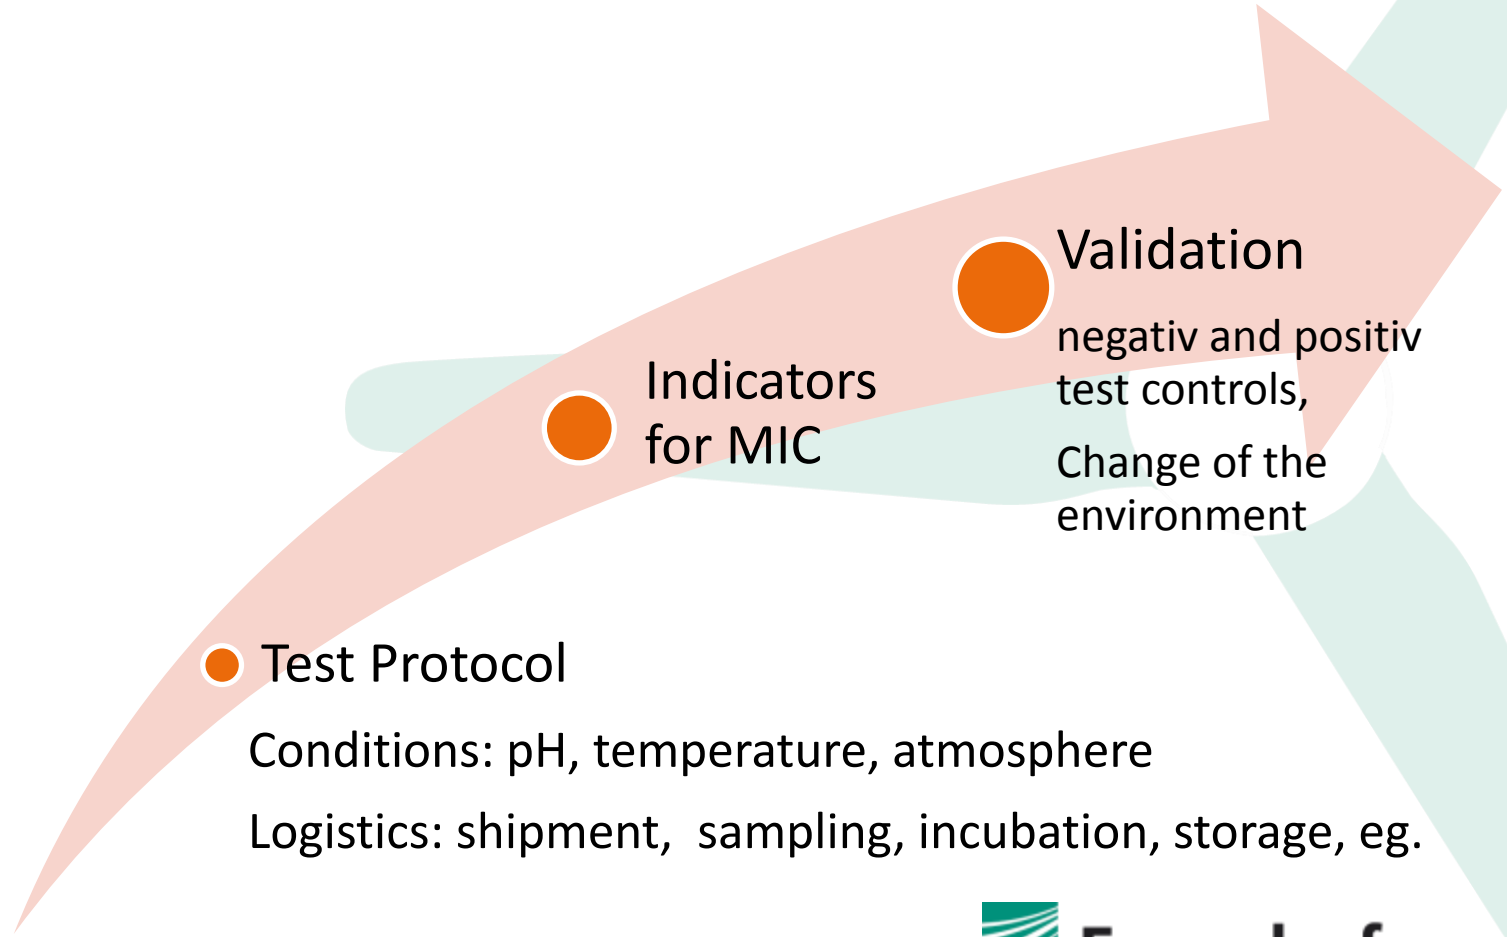 Validation
negativ and positiv
test controls,
Change of the
environment
Indicators
for MIC
Test Protocol
Conditions: pH, temperature, atmosphere
Logistics: shipment,  sampling, incubation, storage, eg.